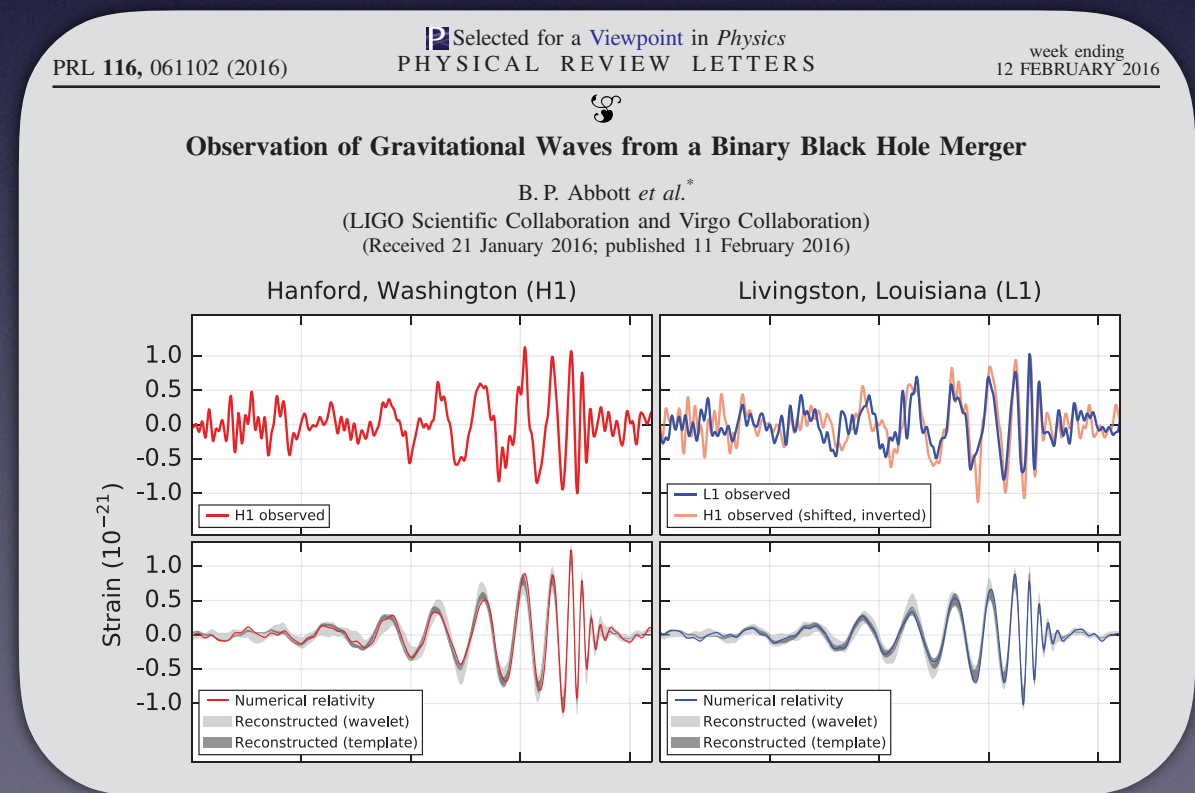 PRL 116, 061102 (2016)
P Selected for a Viewpoint in Physics
PHYSICAL REVIEW LETTERS
week ending
12 FEBRUARY 2016
Observation of Gravitational Waves from a Binary Black Hole Merger
B. P. Abbott et al.*
(LIGO Scientific Collaboration and Virgo Collaboration)
(Received 21 January 2016; published 11 February 2016)
Hanford, Washington (H1)
Livingston, Louisiana (L1)
Strain (10⁻²¹)
1.0
0.5
0.0
-0.5
-1.0
H1 observed
L1 observed
H1 observed (shifted, inverted)
1.0
0.5
0.0
-0.5
-1.0
Numerical relativity
Reconstructed (wavelet)
Reconstructed (template)
Numerical relativity
Reconstructed (wavelet)
Reconstructed (template)